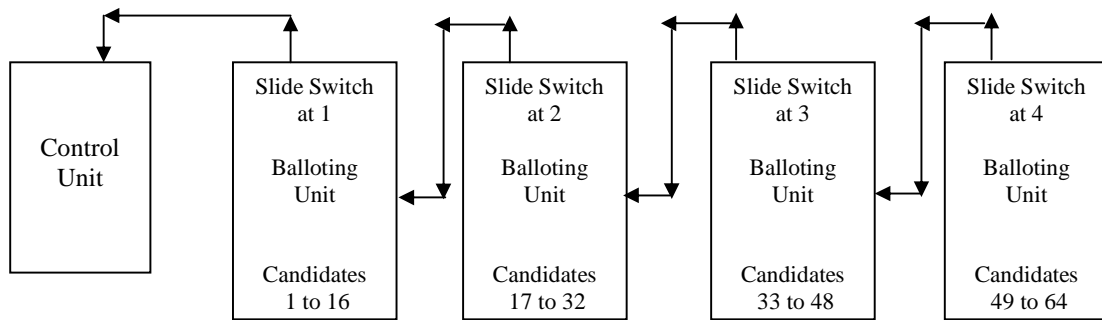 Control
Unit
Slide Switch
at 1
Balloting
Unit
Candidates
1 to 16
Slide Switch
at 2
Balloting
Unit
Candidates
17 to 32
Slide Switch
at 3
Balloting
Unit
Candidates
33 to 48
Slide Switch
at 4
Balloting
Unit
Candidates
49 to 64